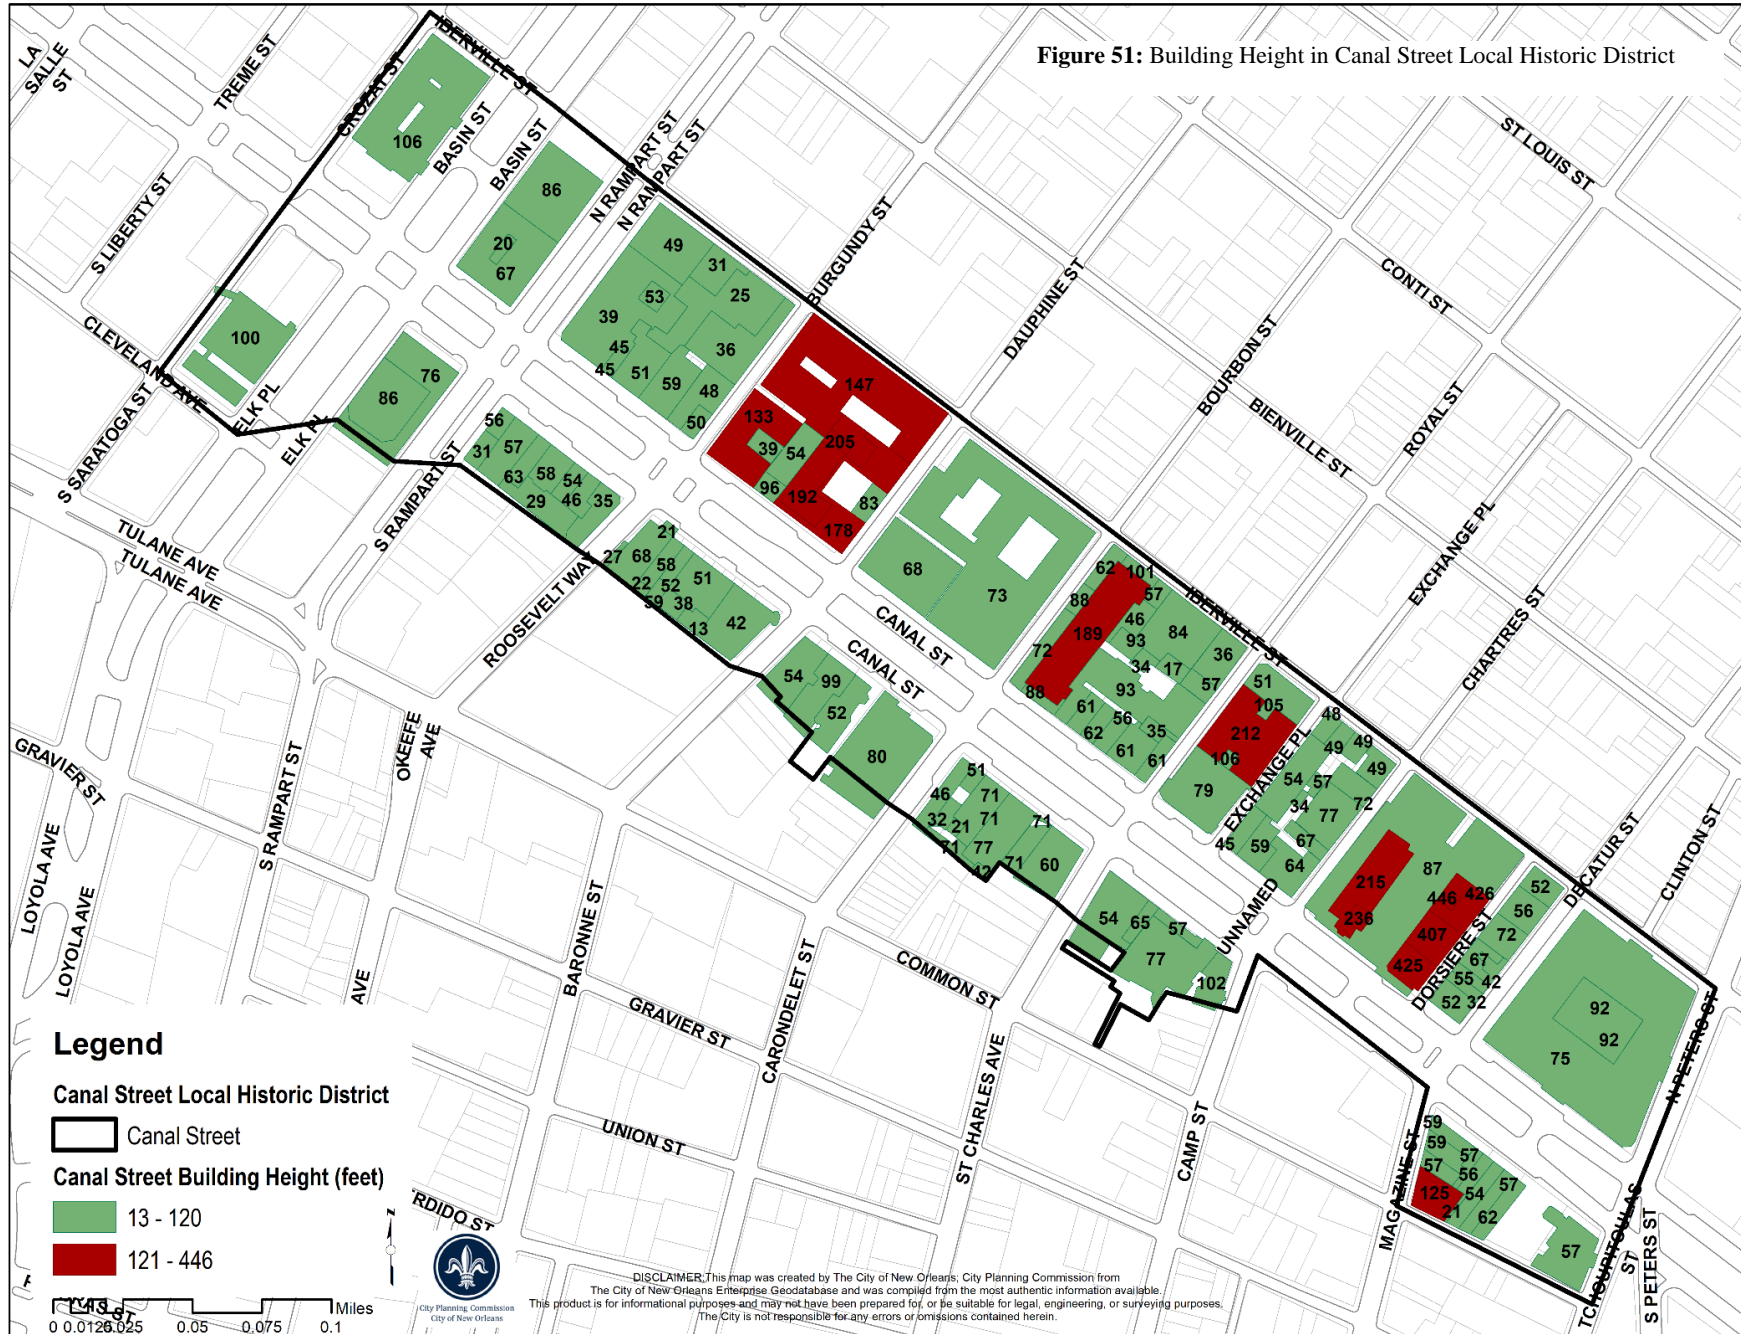 Figure 51: Building Height in Canal Street Local Historic District
LA
SALLE
ST
TREME ST
CROZAT ST
IBERVILLE ST
BASIN ST
BASIN ST
N RAMPART ST
N RAMPART ST
ST LOUIS ST
S LIBERTY ST
BURGUNDY ST
DAUPHINE ST
CONTI ST
BOURBON ST
ROYAL ST
BIENVILLE ST
EXCHANGE PL
CHARTRES ST
CLEVELAND AVE
S SARATOGA ST
ELK PL
ELK PL
S RAMPART ST
TULANE AVE
TULANE AVE
ROOSEVELT WAY
CANAL ST
CANAL ST
IBERVILLE ST
EXCHANGE PL
DECATUR ST
CLINTON ST
GRAVIER ST
S RAMPART ST
OKEEFE
AVE
LOYOLA AVE
LOYOLA AVE
AVE
BARONNE ST
CARONDELET ST
COMMON ST
GRAVIER ST
UNION ST
ST CHARLES AVE
CAMP ST
UNNAMED
DORSIERE ST
N PETERS ST
MAGAZINE ST
TCHOUPITOULAS
ST
S PETERS ST
RDIDO ST
106
86
20
67
100
76
86
49
31
25
53
39
36
45
45
51
59
48
50
147
133
205
39
54
96
192
83
178
56
31
57
63
58
54
29
46
35
21
27
68
58
22
52
51
59
38
13
42
68
73
62
101
88
57
46
189
93
84
36
72
34
17
57
88
93
61
56
35
62
61
61
54
99
52
80
51
105
212
106
79
48
49
49
49
54
57
34
77
72
67
45
59
64
51
46
71
32
21
71
71
71
77
42
71
60
215
87
236
446
426
407
425
52
56
72
67
55
42
52
32
54
65
57
77
102
92
92
75
59
59
57
57
56
57
125
54
21
62
57
Legend
Canal Street Local Historic District
Canal Street
Canal Street Building Height (feet)
13 - 120
121 - 446
Miles
0 0.0125 0.025 0.05 0.075 0.1
City Planning Commission
City of New Orleans
DISCLAIMER:This map was created by The City of New Orleans; City Planning Commission from
The City of New Orleans Enterprise Geodatabase and was compiled from the most authentic information available.
This product is for informational purposes and may not have been prepared for, or be suitable for legal, engineering, or surveying purposes.
The City is not responsible for any errors or omissions contained herein.